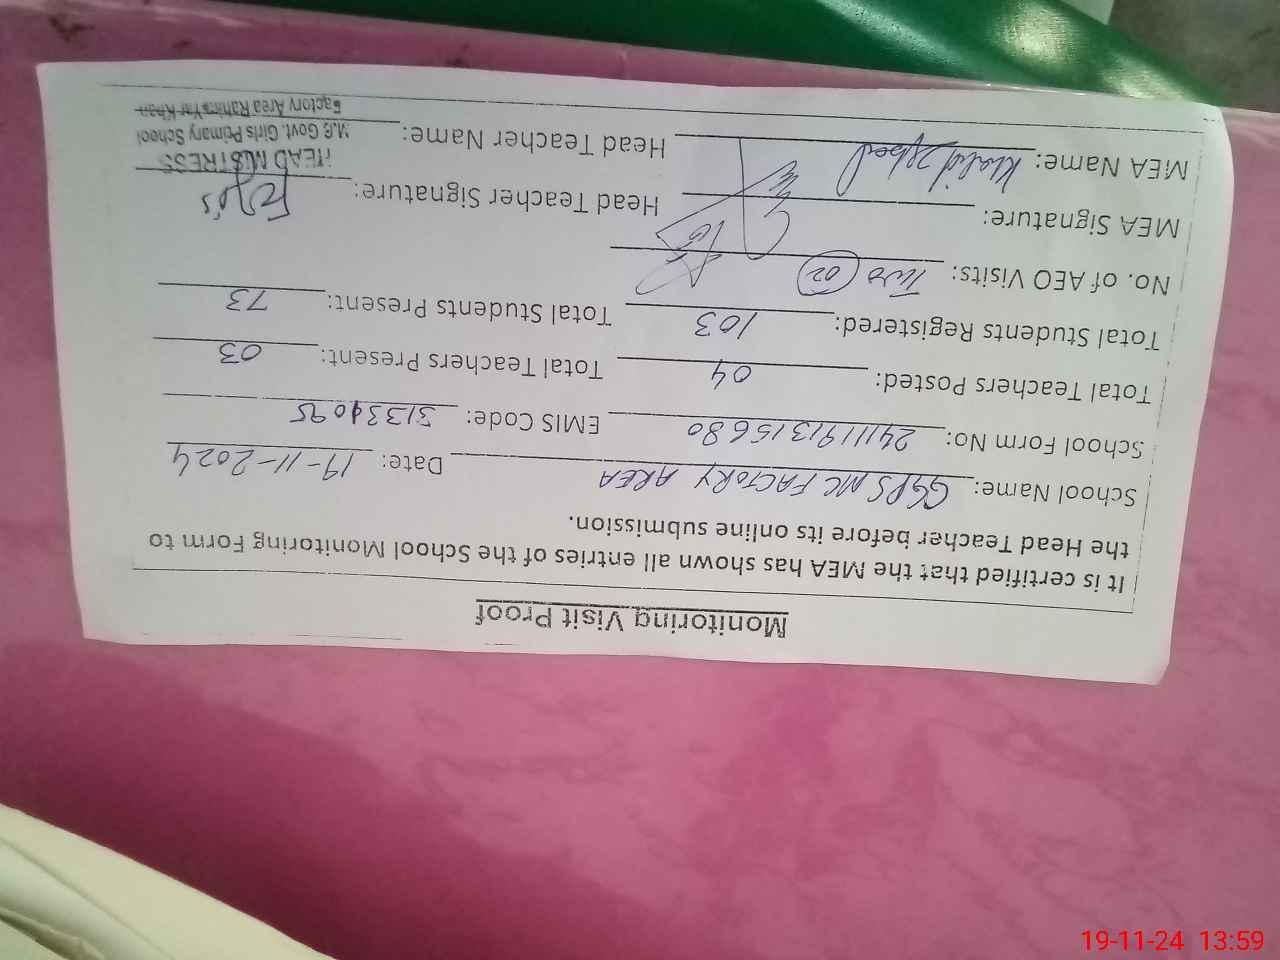 Monitoring Visit Proof
It is certified that the MEA has shown all entries of the School Monitoring Form to
the Head Teacher before its online submission.
School Name: GGPS MC FACTORY AREA Date: 19-11-2024
School Form No: 241111911315680 EMIS Code: 31331095
Total Teachers Posted: 04 Total Teachers Present: 03
Total Students Registered: 103 Total Students Present: 73
No. of AEO Visits: Two 02
MEA Signature: Head Teacher Signature:
MEA Name: Khalid Head Teacher Name:
HEAD MISTRESS
M.C Govt. Girls Primary School
Factory Area Rahim Yar Khan
19-11-24 13:59